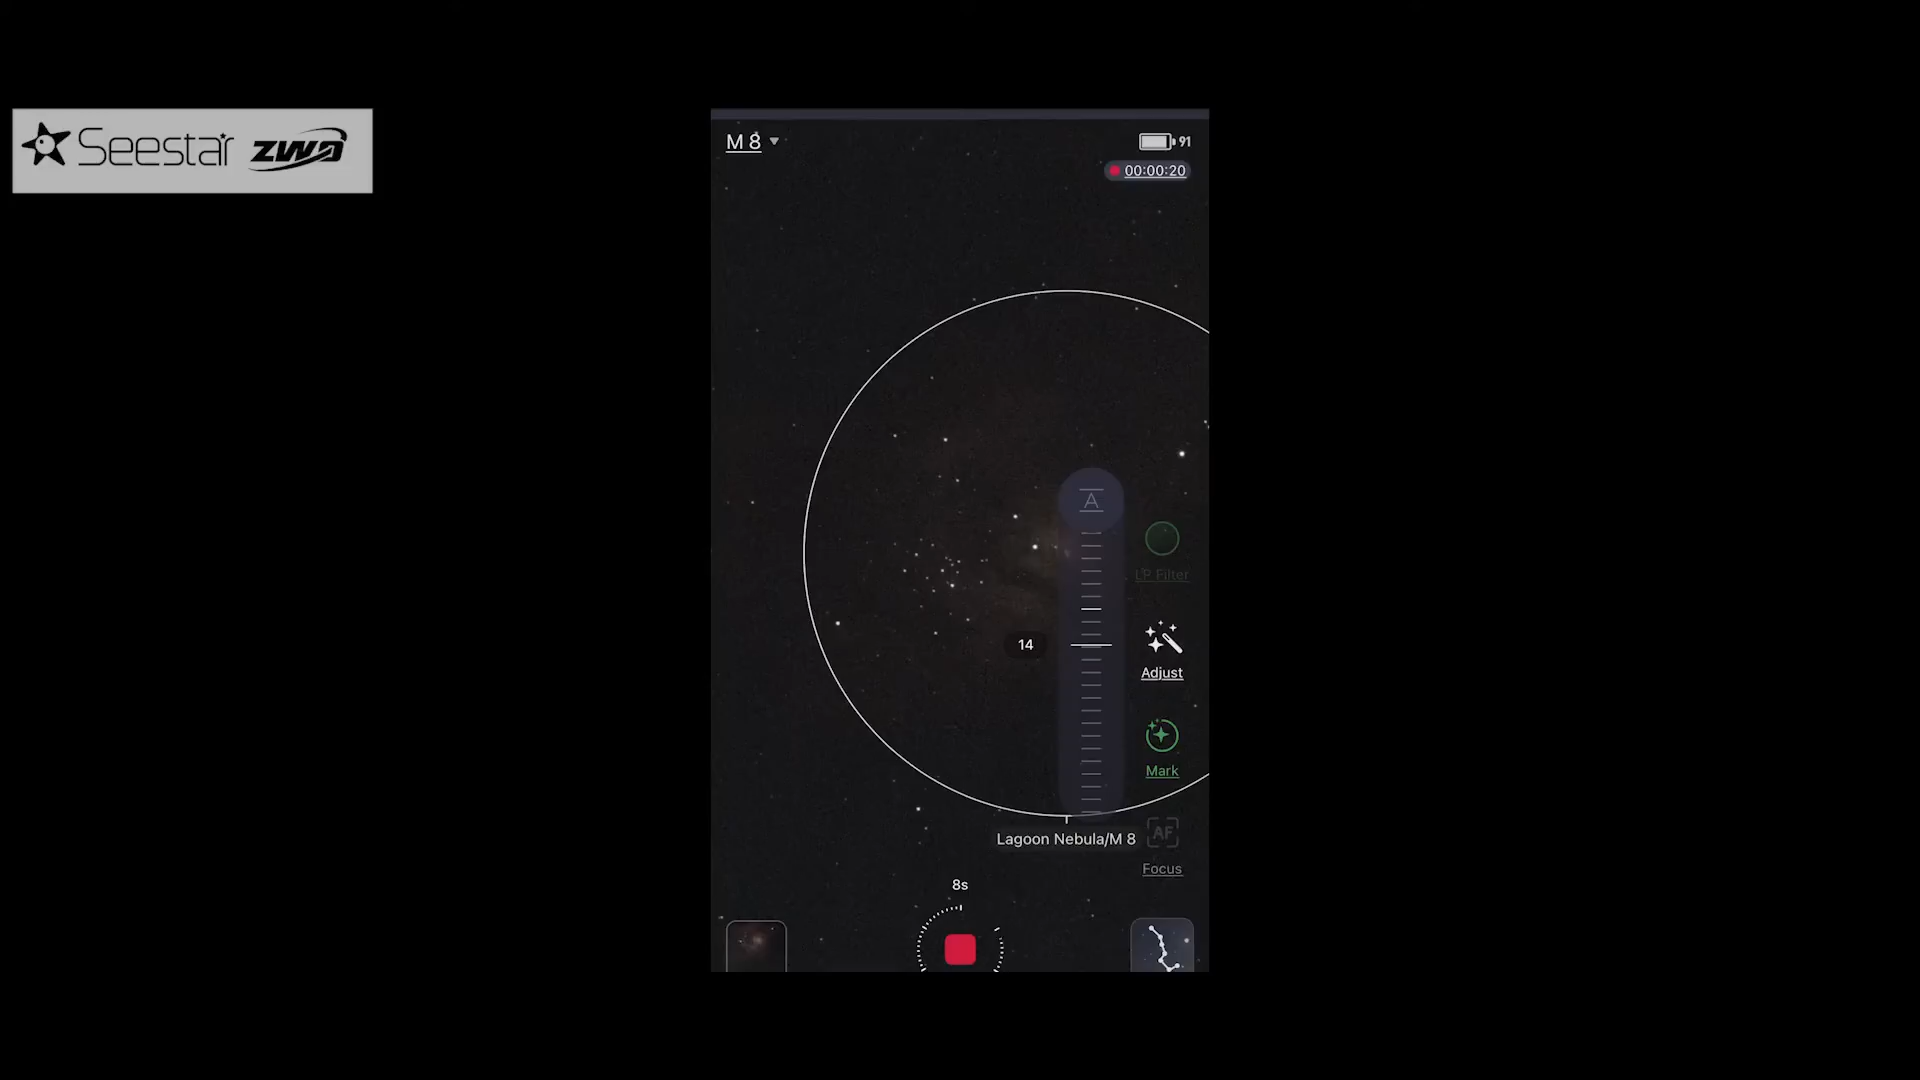 Seestar ZWO
M 8
91
00:00:20
A
LP Filter
14
Adjust
Mark
Lagoon Nebula/M 8
AF
Focus
8s